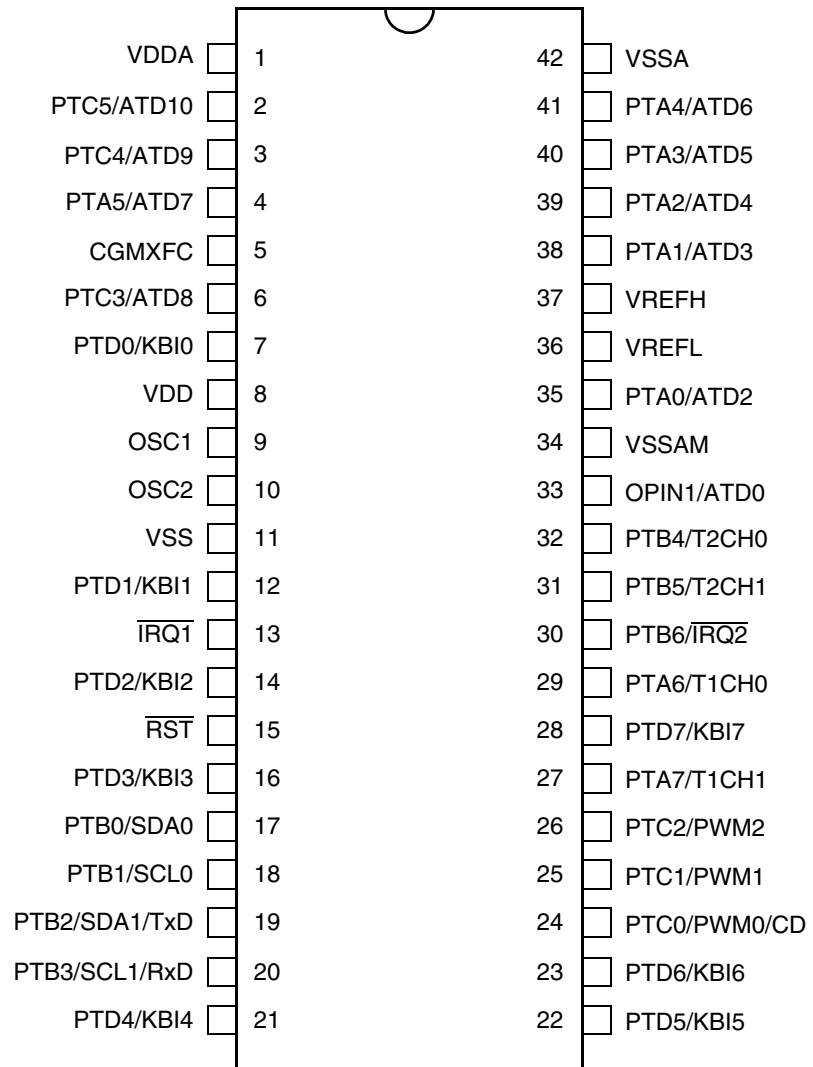 VDDA 1 42 VSSA
PTC5/ATD10 2 41 PTA4/ATD6
PTC4/ATD9 3 40 PTA3/ATD5
PTA5/ATD7 4 39 PTA2/ATD4
CGMXFC 5 38 PTA1/ATD3
PTC3/ATD8 6 37 VREFH
PTD0/KBI0 7 36 VREFL
VDD 8 35 PTA0/ATD2
OSC1 9 34 VSSAM
OSC2 10 33 OPIN1/ATD0
VSS 11 32 PTB4/T2CH0
PTD1/KBI1 12 31 PTB5/T2CH1
I̅R̅Q̅1̅ 13 30 PTB6/I̅R̅Q̅2̅
PTD2/KBI2 14 29 PTA6/T1CH0
R̅S̅T̅ 15 28 PTD7/KBI7
PTD3/KBI3 16 27 PTA7/T1CH1
PTB0/SDA0 17 26 PTC2/PWM2
PTB1/SCL0 18 25 PTC1/PWM1
PTB2/SDA1/TxD 19 24 PTC0/PWM0/CD
PTB3/SCL1/RxD 20 23 PTD6/KBI6
PTD4/KBI4 21 22 PTD5/KBI5